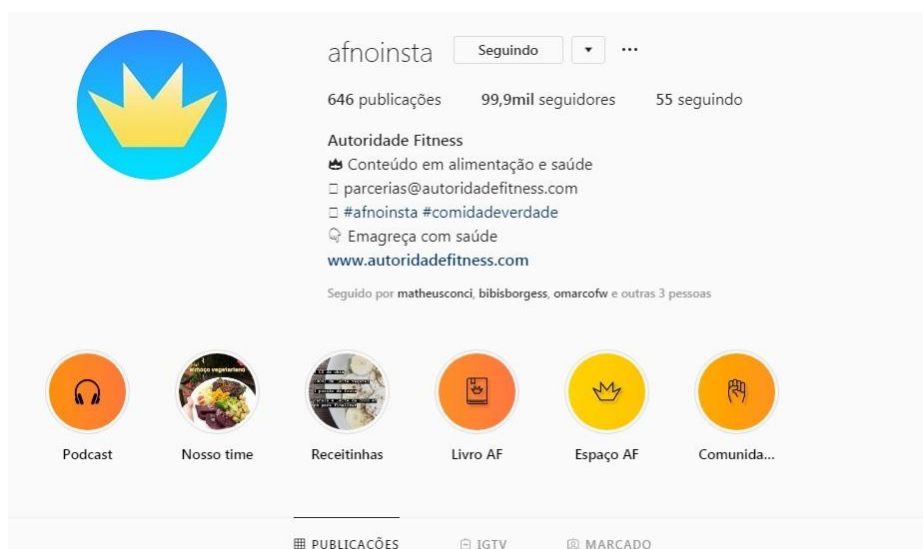 afnoinsta Seguindo
646 publicações 99,9mil seguidores 55 seguindo
Autoridade Fitness
Conteúdo em alimentação e saúde
parcerias@autoridadefitness.com
#afnoinsta #comidadeverdade
Emagreça com saúde
www.autoridadefitness.com
Seguido por matheusconci, bibisborgess, omarcofw e outras 3 pessoas
almoço vegetariano
Podcast Nosso time Receitinhas Livro AF Espaço AF Comunida...
PUBLICAÇÕES IGTV MARCADO